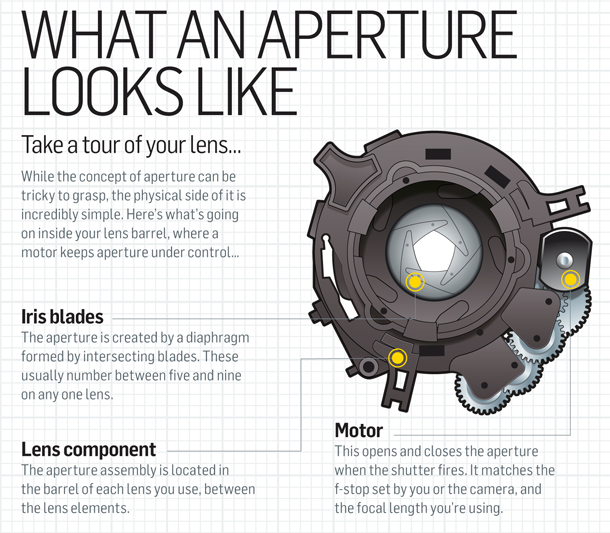 WHAT AN APERTURE
LOOKS LIKE
Take a tour of your lens...
While the concept of aperture can be
tricky to grasp, the physical side of it is
incredibly simple. Here's what's going
on inside your lens barrel, where a
motor keeps aperture under control...
Iris blades
The aperture is created by a diaphragm
formed by intersecting blades. These
usually number between five and nine
on any one lens.
Lens component
The aperture assembly is located in
the barrel of each lens you use, between
the lens elements.
Motor
This opens and closes the aperture
when the shutter fires. It matches the
f-stop set by you or the camera, and
the focal length you're using.